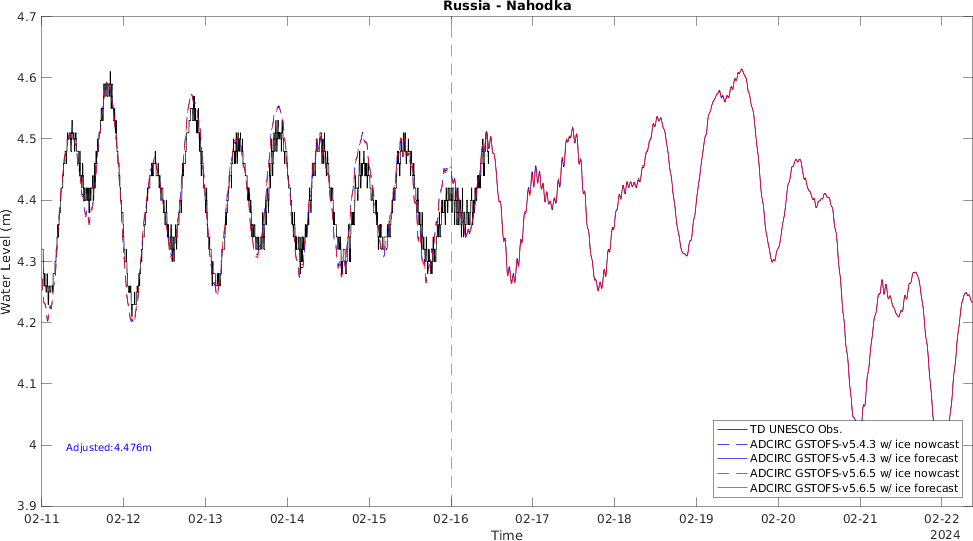 Russia - Nahodka
4.7
4.6
4.5
4.4
4.3
4.2
4.1
4
3.9
Water Level (m)
Adjusted:4.476m
TD UNESCO Obs.
ADCIRC GSTOFS-v5.4.3 w/ ice nowcast
ADCIRC GSTOFS-v5.4.3 w/ ice forecast
ADCIRC GSTOFS-v5.6.5 w/ ice nowcast
ADCIRC GSTOFS-v5.6.5 w/ ice forecast
02-11 02-12 02-13 02-14 02-15 02-16 02-17 02-18 02-19 02-20 02-21 02-22
Time
2024